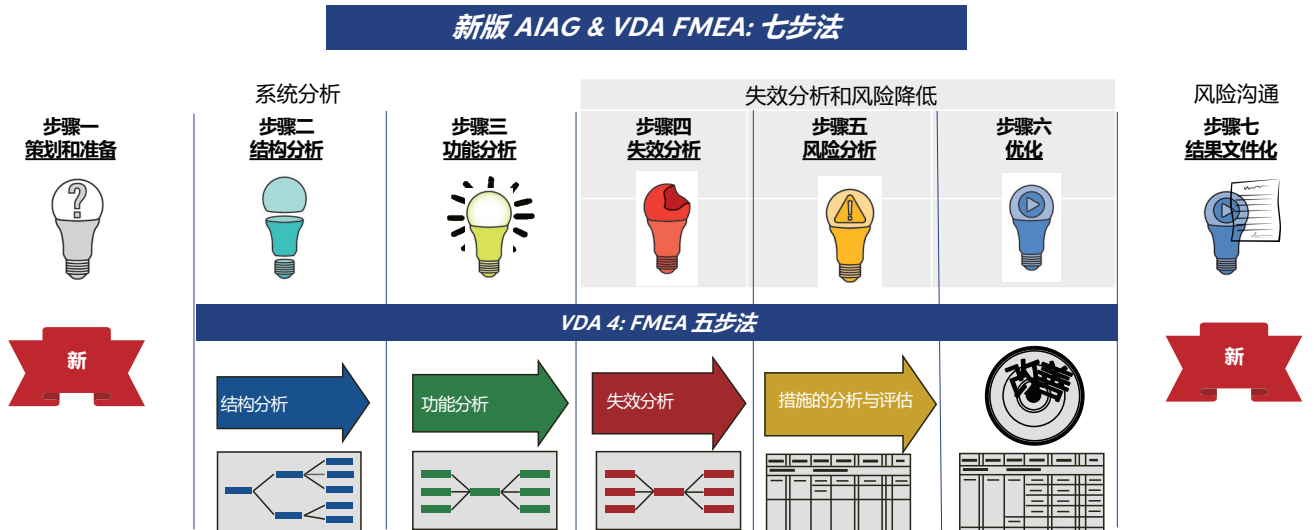 新版 AIAG & VDA FMEA: 七步法
系统分析
失效分析和风险降低
风险沟通
步骤一
策划和准备
步骤二
结构分析
步骤三
功能分析
步骤四
失效分析
步骤五
风险分析
步骤六
优化
步骤七
结果文件化
?
!
VDA 4: FMEA 五步法
新
新
结构分析
功能分析
失效分析
措施的分析与评估
改善